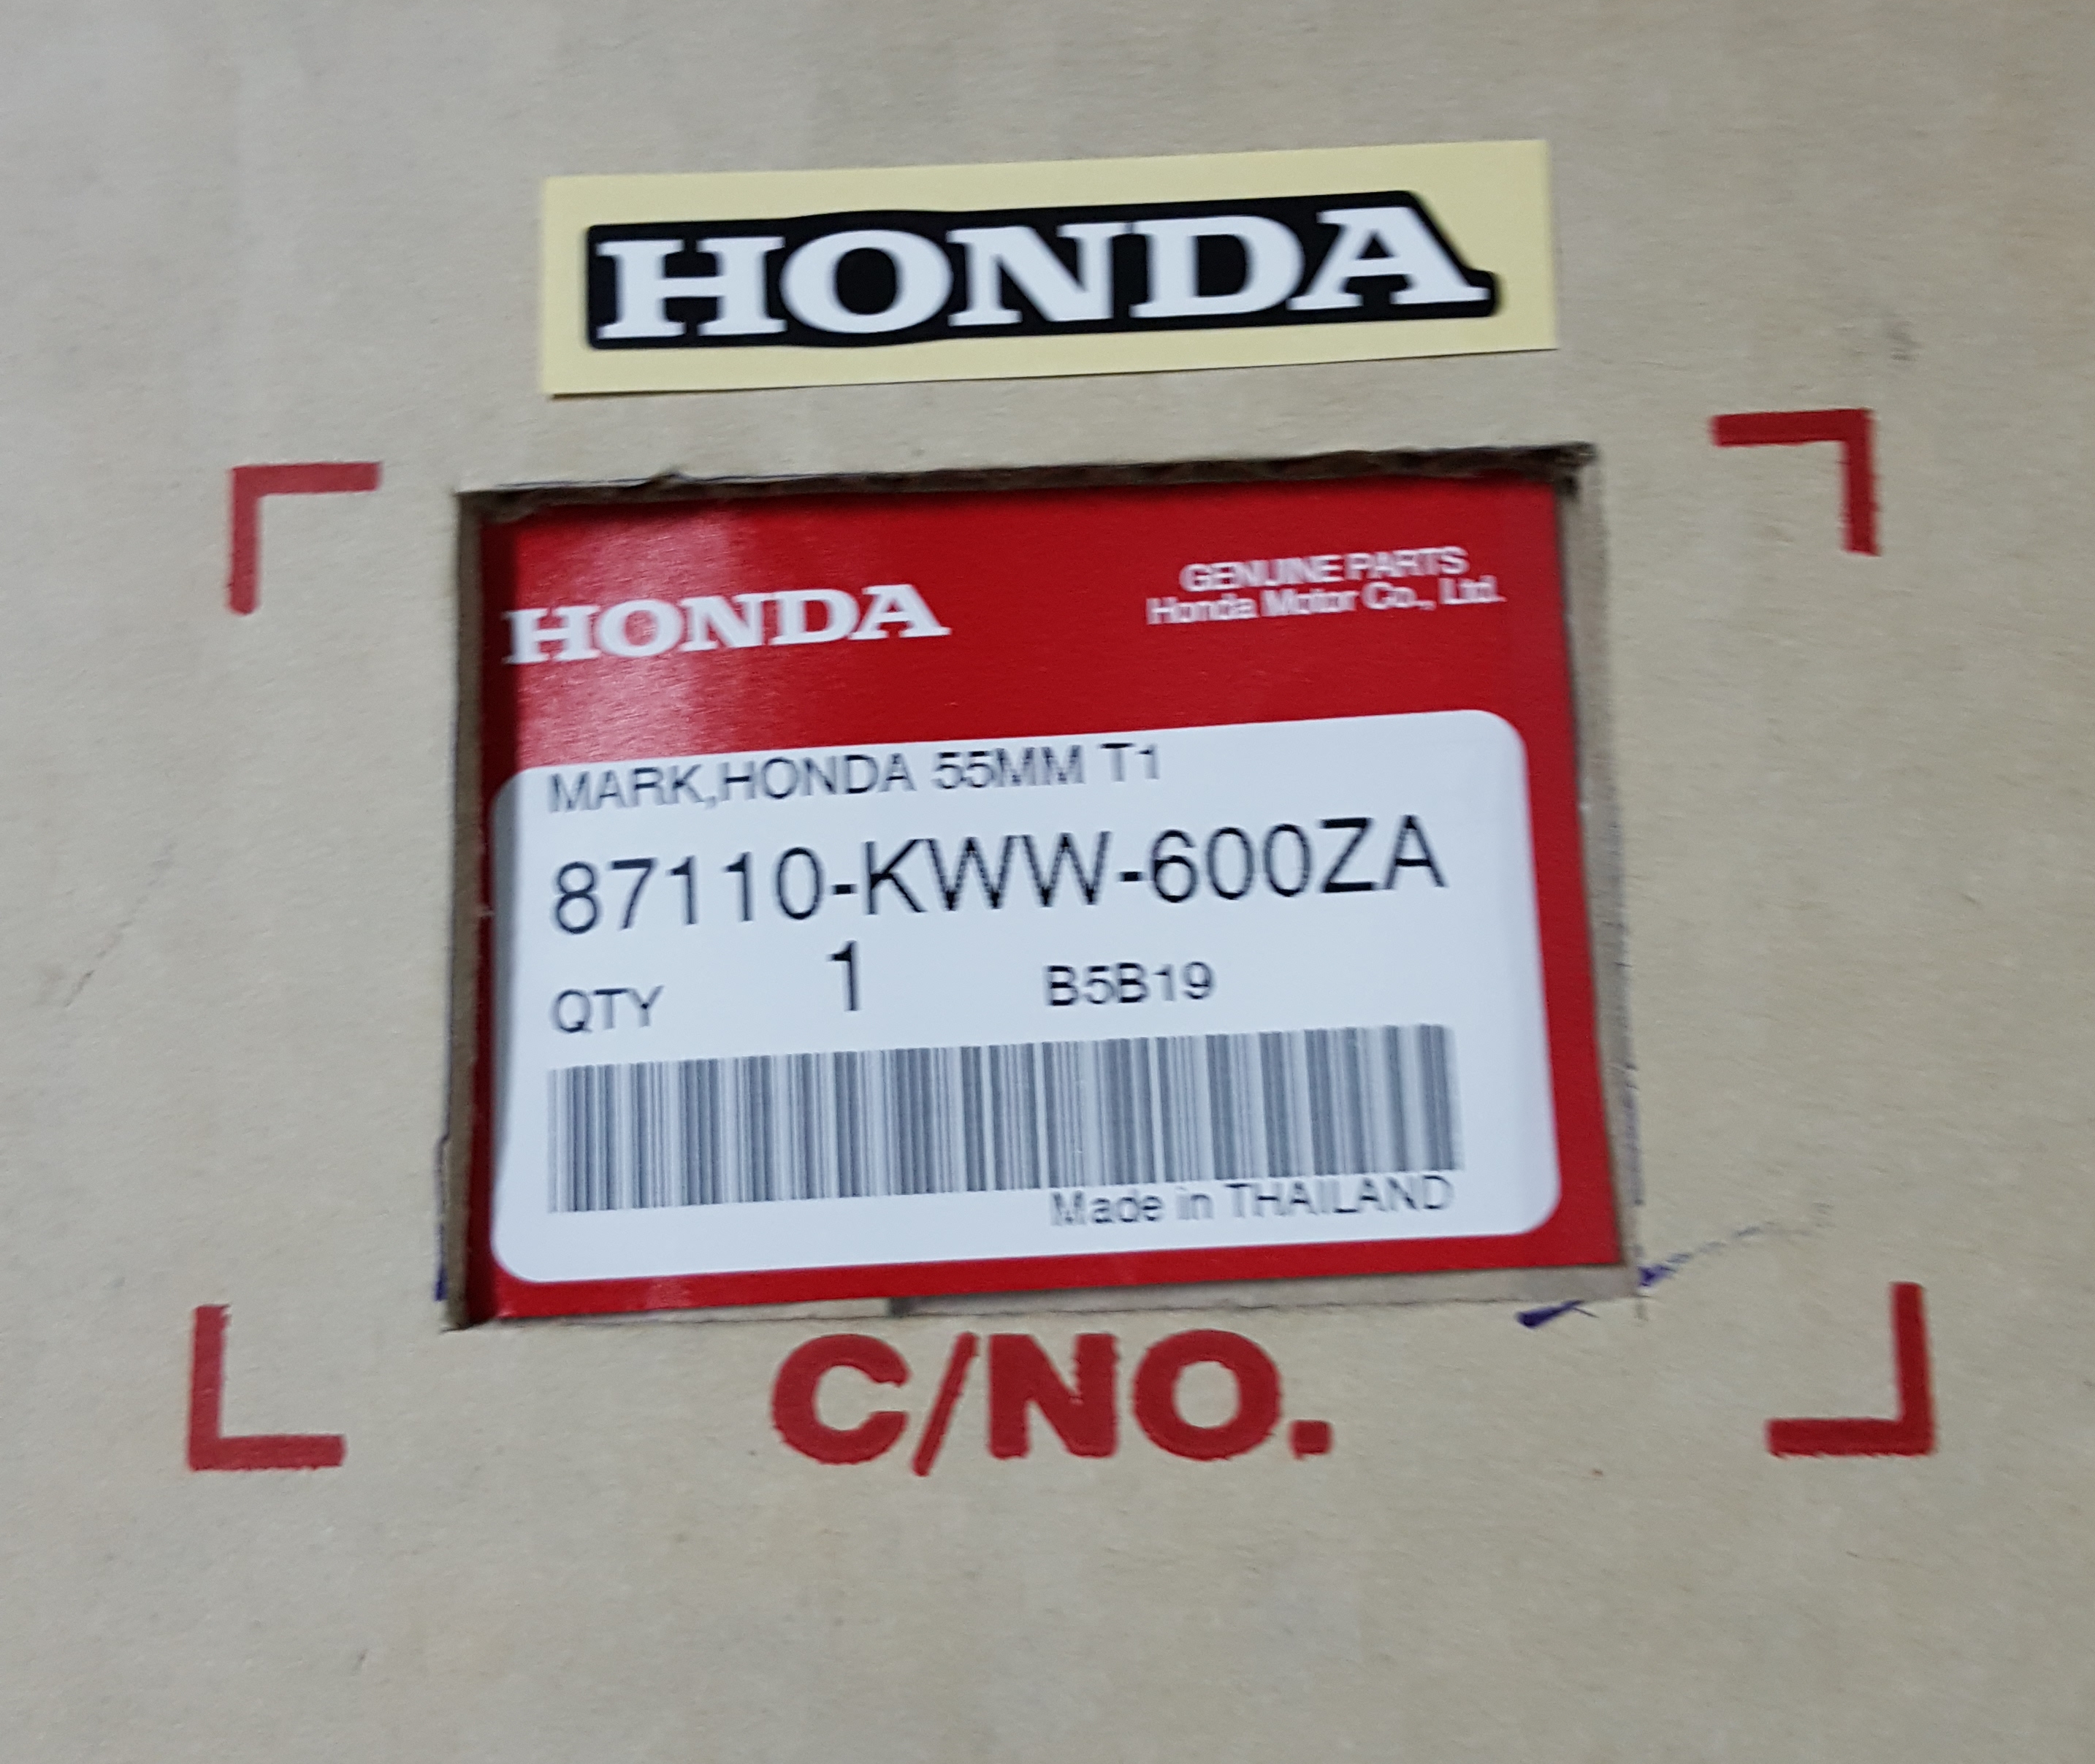 HONDA
HONDA
GENUINE PARTS
Honda Motor Co., Ltd.
MARK,HONDA 55MM T1
87110-KWW-600ZA
QTY 1 B5B19
Made in THAILAND
C/NO.